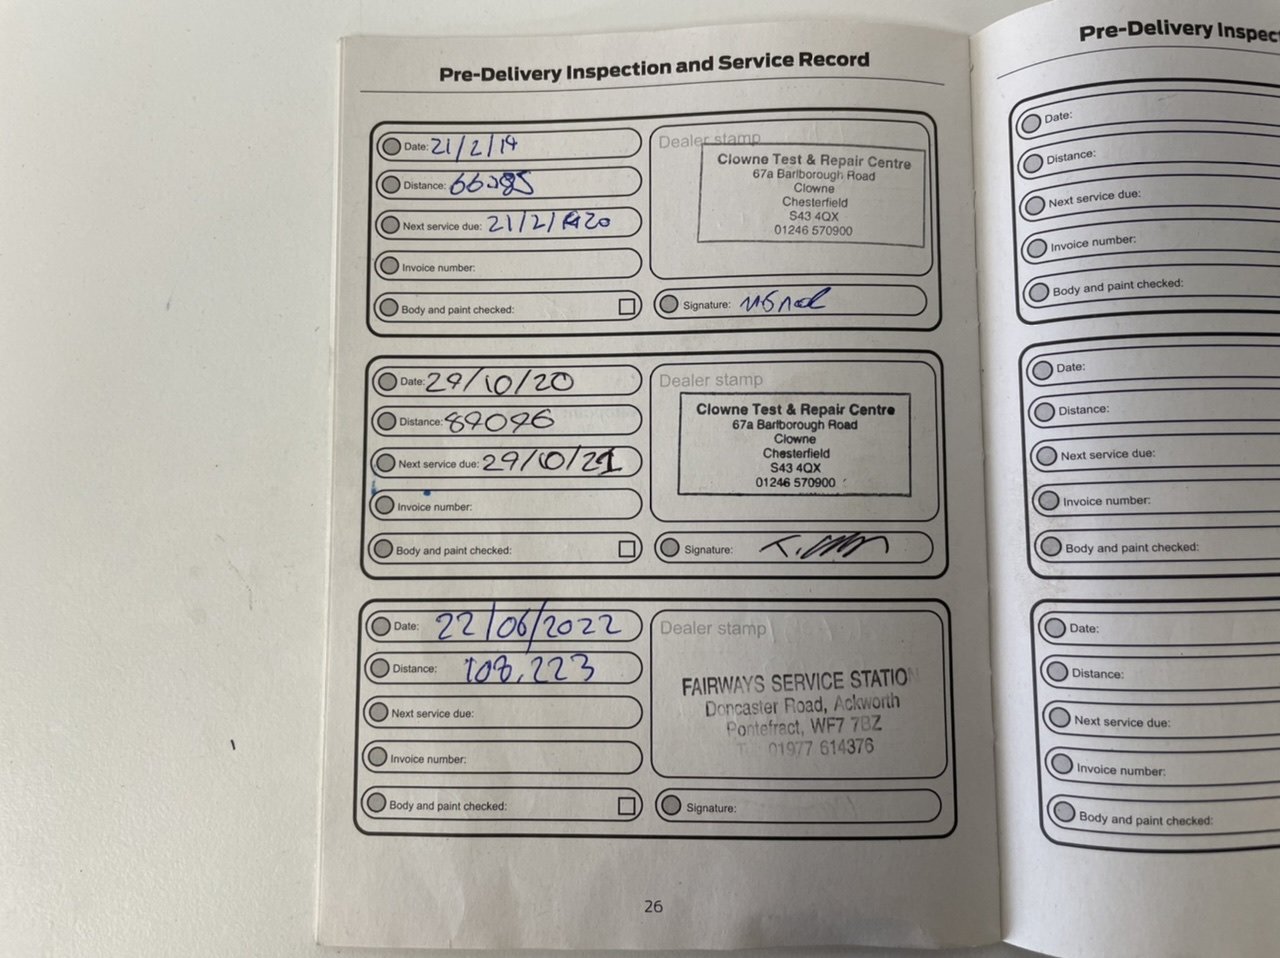 Pre-Delivery Inspection and Service Record
Date: 21/2/19
Distance:
Next service due: 21/2/2020
Invoice number:
Body and paint checked:
Dealer stamp
Clowne Test & Repair Centre
67a Barlborough Road
Clowne
Chesterfield
S43 4QX
01246 570900
Signature:
Date: 29/10/20
Distance: 89096
Next service due: 29/10/21
Invoice number:
Body and paint checked:
Dealer stamp
Clowne Test & Repair Centre
67a Barlborough Road
Clowne
Chesterfield
S43 4QX
01246 570900
Signature:
Date: 22/06/2022
Distance: 108,223
Next service due:
Invoice number:
Body and paint checked:
Dealer stamp
FAIRWAYS SERVICE STATION
Doncaster Road, Ackworth
Pontefract, WF7 7BZ
01977 614376
Signature:
26
Pre-Delivery
Date:
Distance:
Next service due:
Invoice number:
Body and paint checked:
Date:
Distance:
Next service due:
Invoice number:
Body and paint checked:
Date:
Distance:
Next service due:
Invoice number:
Body and paint checked: